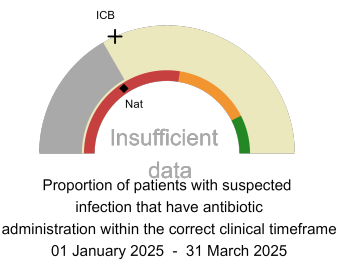 ICB
Nat
Insufficient
data
Proportion of patients with suspected
infection that have antibiotic
administration within the correct clinical timeframe
01 January 2025 - 31 March 2025